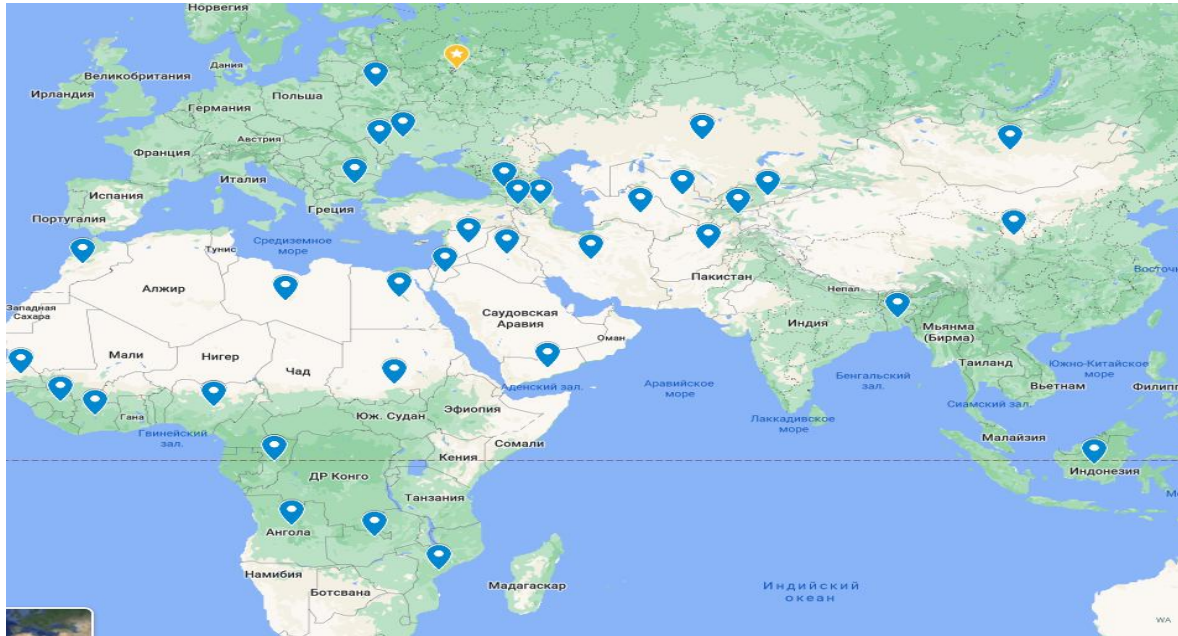 Норвегия
Дания
Великобритания
Ирландия
Польша
Германия
Австрия
Франция
Италия
Испания
Португалия
Греция
Тунис
Средиземное
море
Алжир
Западная
Сахара
Пакистан
Непал
Восточн
Саудовская
Аравия
Оман
Индия
Мьянма
(Бирма)
Мали
Нигер
Чад
Аденский зал.
Аравийское
море
Бенгальский
зал.
Таиланд
Южно-Китайское
море
Вьетнам
Филипп
Сиамский зал.
Гана
Гвинейский
зал.
Юж. Судан
Эфиопия
Лаккадивское
море
Сомали
Кения
Малайзия
Индонезия
ДР Конго
Танзания
Ангола
Намибия
Ботсвана
Мадагаскар
Индийский
океан
WA